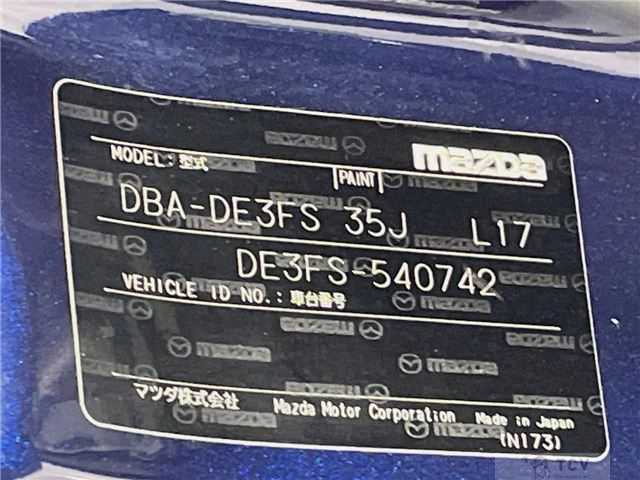 mazda
MODEL: 型式
PAINT
DBA-DE3FS 35J L17
DE3FS-540742
VEHICLE ID NO.: 車台番号
マツダ株式会社 Mazda Motor Corporation Made in Japan
(N173)
TCV